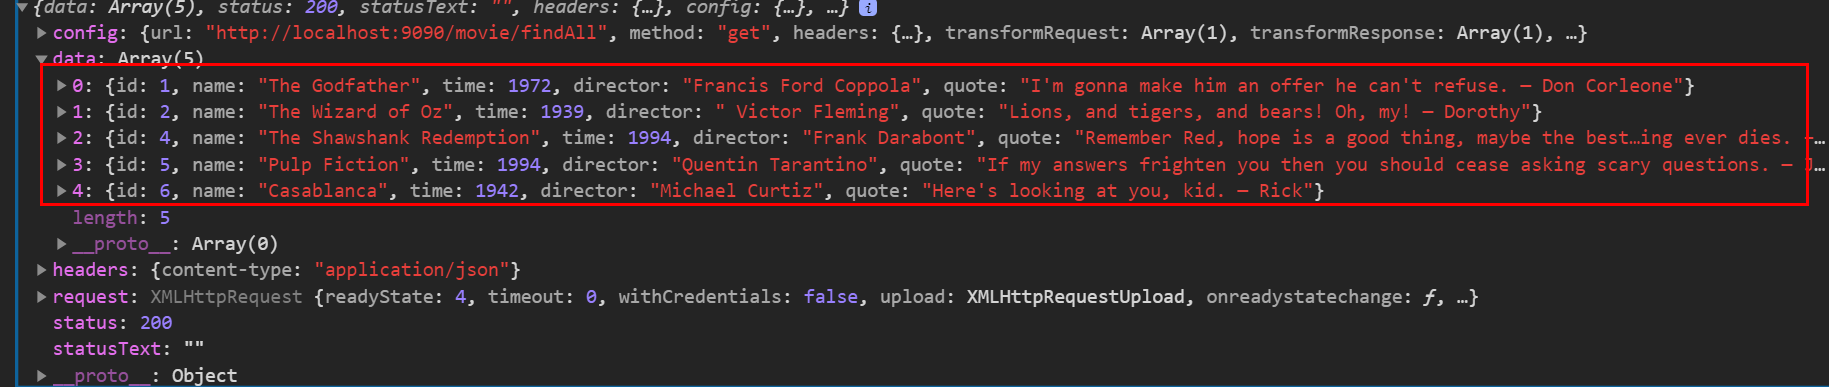 {data: Array(5), status: 200, statusText: "", headers: {…}, config: {…}, …} i
config: {url: "http://localhost:9090/movie/findAll", method: "get", headers: {…}, transformRequest: Array(1), transformResponse: Array(1), …}
data: Array(5)
0: {id: 1, name: "The Godfather", time: 1972, director: "Francis Ford Coppola", quote: "I'm gonna make him an offer he can't refuse. — Don Corleone"}
1: {id: 2, name: "The Wizard of Oz", time: 1939, director: " Victor Fleming", quote: "Lions, and tigers, and bears! Oh, my! — Dorothy"}
2: {id: 4, name: "The Shawshank Redemption", time: 1994, director: "Frank Darabont", quote: "Remember Red, hope is a good thing, maybe the best…ing ever dies. —…
3: {id: 5, name: "Pulp Fiction", time: 1994, director: "Quentin Tarantino", quote: "If my answers frighten you then you should cease asking scary questions. — J…
4: {id: 6, name: "Casablanca", time: 1942, director: "Michael Curtiz", quote: "Here's looking at you, kid. — Rick"}
length: 5
__proto__: Array(0)
headers: {content-type: "application/json"}
request: XMLHttpRequest {readyState: 4, timeout: 0, withCredentials: false, upload: XMLHttpRequestUpload, onreadystatechange: ƒ, …}
status: 200
statusText: ""
__proto__: Object